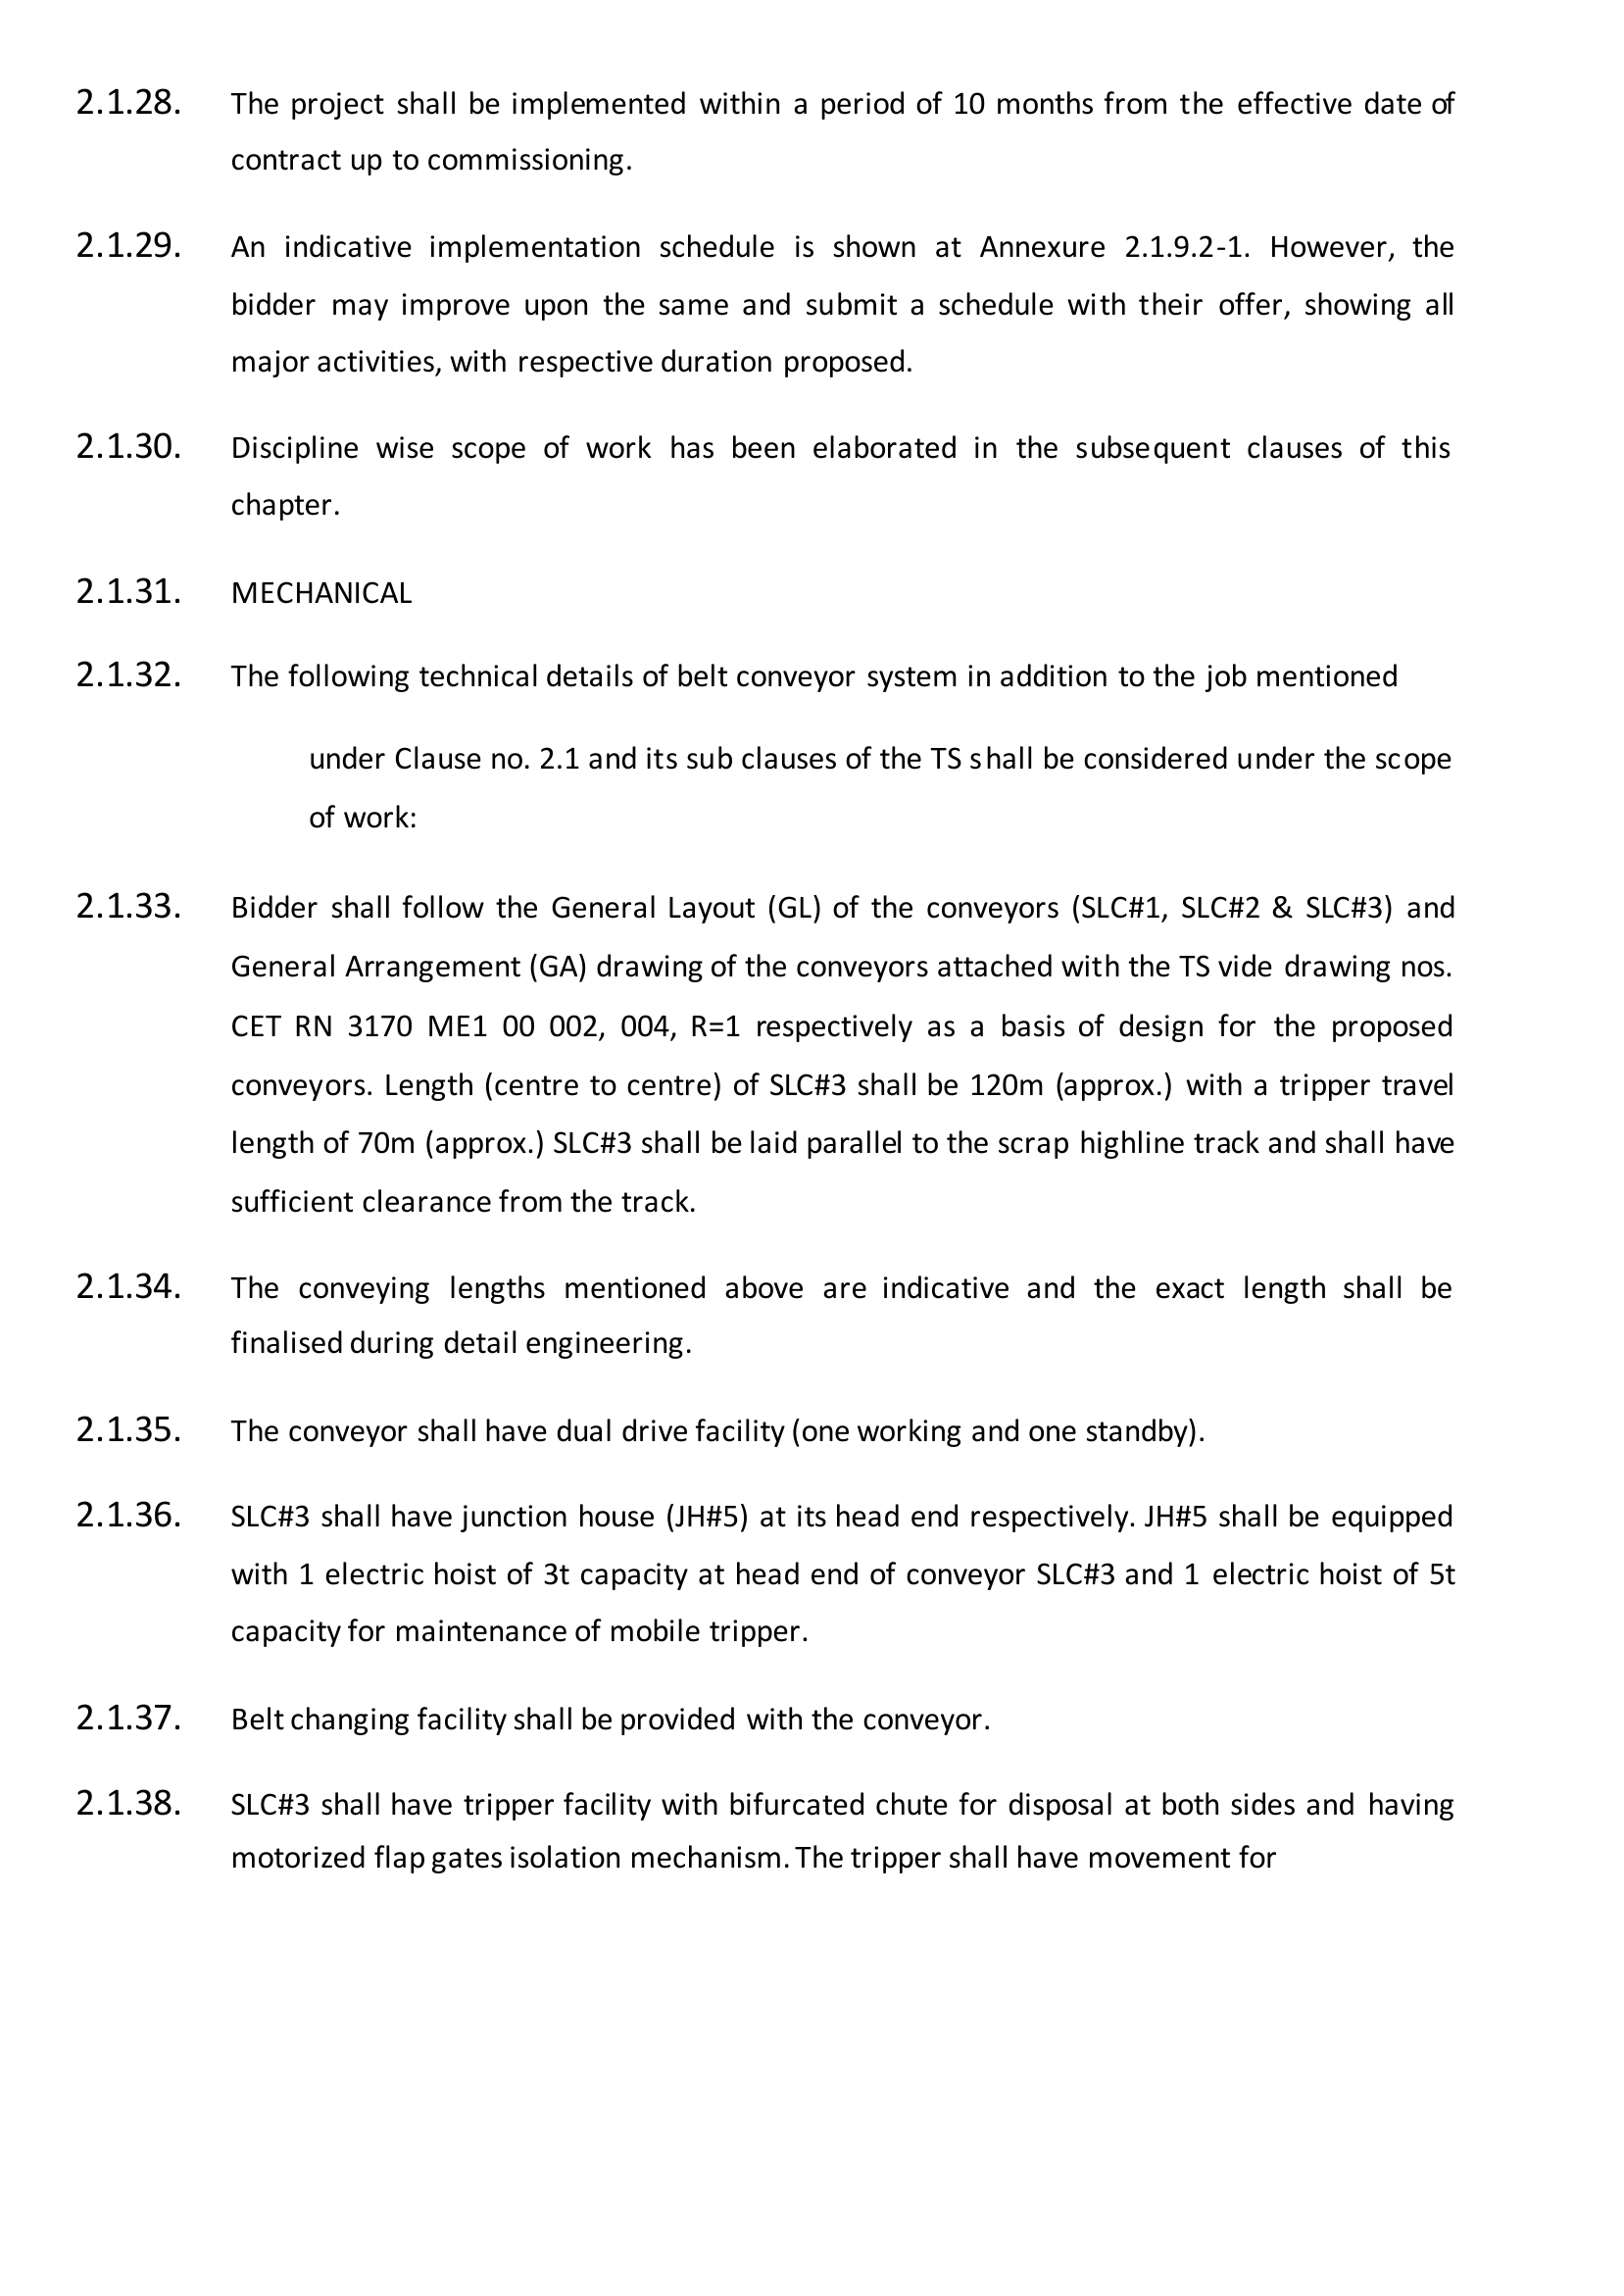 2.1.28. The project shall be implemented within a period of 10 months from the effective date of
contract up to commissioning.
2.1.29. An indicative implementation schedule is shown at Annexure 2.1.9.2-1. However, the
bidder may improve upon the same and submit a schedule with their offer, showing all
major activities, with respective duration proposed.
2.1.30. Discipline wise scope of work has been elaborated in the subsequent clauses of this
chapter.
2.1.31. MECHANICAL
2.1.32. The following technical details of belt conveyor system in addition to the job mentioned
under Clause no. 2.1 and its sub clauses of the TS shall be considered under the scope
of work:
2.1.33. Bidder shall follow the General Layout (GL) of the conveyors (SLC#1, SLC#2 & SLC#3) and
General Arrangement (GA) drawing of the conveyors attached with the TS vide drawing nos.
CET RN 3170 ME1 00 002, 004, R=1 respectively as a basis of design for the proposed
conveyors. Length (centre to centre) of SLC#3 shall be 120m (approx.) with a tripper travel
length of 70m (approx.) SLC#3 shall be laid parallel to the scrap highline track and shall have
sufficient clearance from the track.
2.1.34. The conveying lengths mentioned above are indicative and the exact length shall be
finalised during detail engineering.
2.1.35. The conveyor shall have dual drive facility (one working and one standby).
2.1.36. SLC#3 shall have junction house (JH#5) at its head end respectively. JH#5 shall be equipped
with 1 electric hoist of 3t capacity at head end of conveyor SLC#3 and 1 electric hoist of 5t
capacity for maintenance of mobile tripper.
2.1.37. Belt changing facility shall be provided with the conveyor.
2.1.38. SLC#3 shall have tripper facility with bifurcated chute for disposal at both sides and having
motorized flap gates isolation mechanism. The tripper shall have movement for